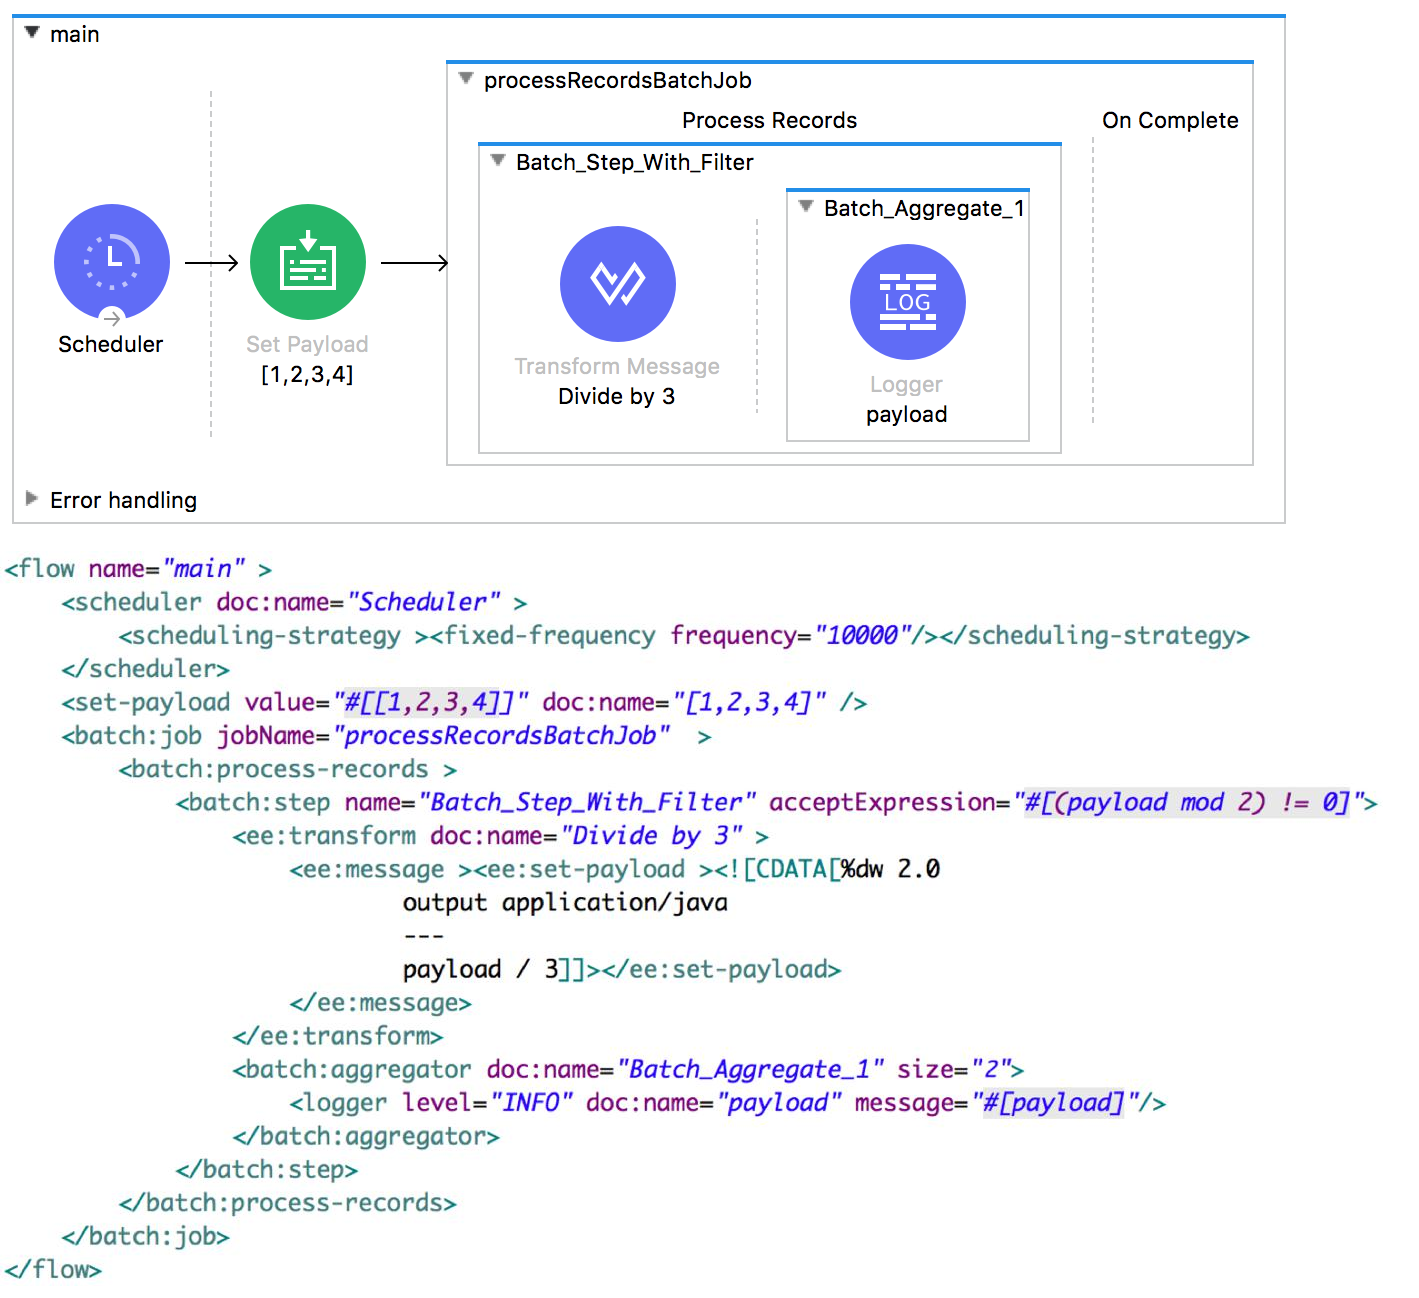 main
processRecordsBatchJob
Process Records
On Complete
Batch_Step_With_Filter
Batch_Aggregate_1
LOG
Scheduler
Set Payload
[1,2,3,4]
Transform Message
Divide by 3
Logger
payload
Error handling
<flow name="main" >
<scheduler doc:name="Scheduler" >
<scheduling-strategy ><fixed-frequency frequency="10000"/></scheduling-strategy>
</scheduler>
<set-payload value="#[[1,2,3,4]]" doc:name="[1,2,3,4]" />
<batch:job jobName="processRecordsBatchJob"  >
<batch:process-records >
<batch:step name="Batch_Step_With_Filter" acceptExpression="#[(payload mod 2) != 0]">
<ee:transform doc:name="Divide by 3" >
<ee:message ><ee:set-payload ><![CDATA[%dw 2.0
output application/java
---
payload / 3]]></ee:set-payload>
</ee:message>
</ee:transform>
<batch:aggregator doc:name="Batch_Aggregate_1" size="2">
<logger level="INFO" doc:name="payload" message="#[payload]"/>
</batch:aggregator>
</batch:step>
</batch:process-records>
</batch:job>
</flow>